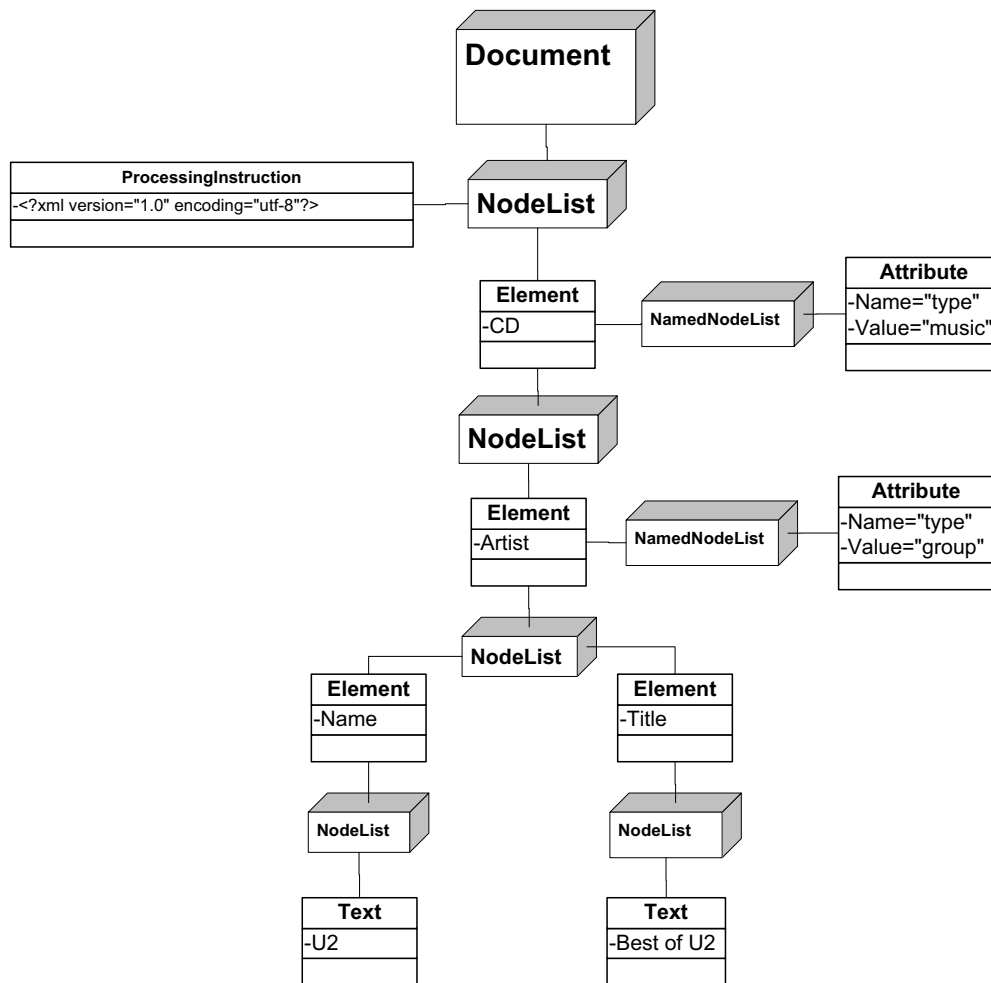 Document
ProcessingInstruction
-<?xml version="1.0" encoding="utf-8"?>
NodeList
Element
-CD
NamedNodeList
Attribute
-Name="type"
-Value="music"
NodeList
Element
-Artist
NamedNodeList
Attribute
-Name="type"
-Value="group"
NodeList
Element
-Name
Element
-Title
NodeList
NodeList
Text
-U2
Text
-Best of U2